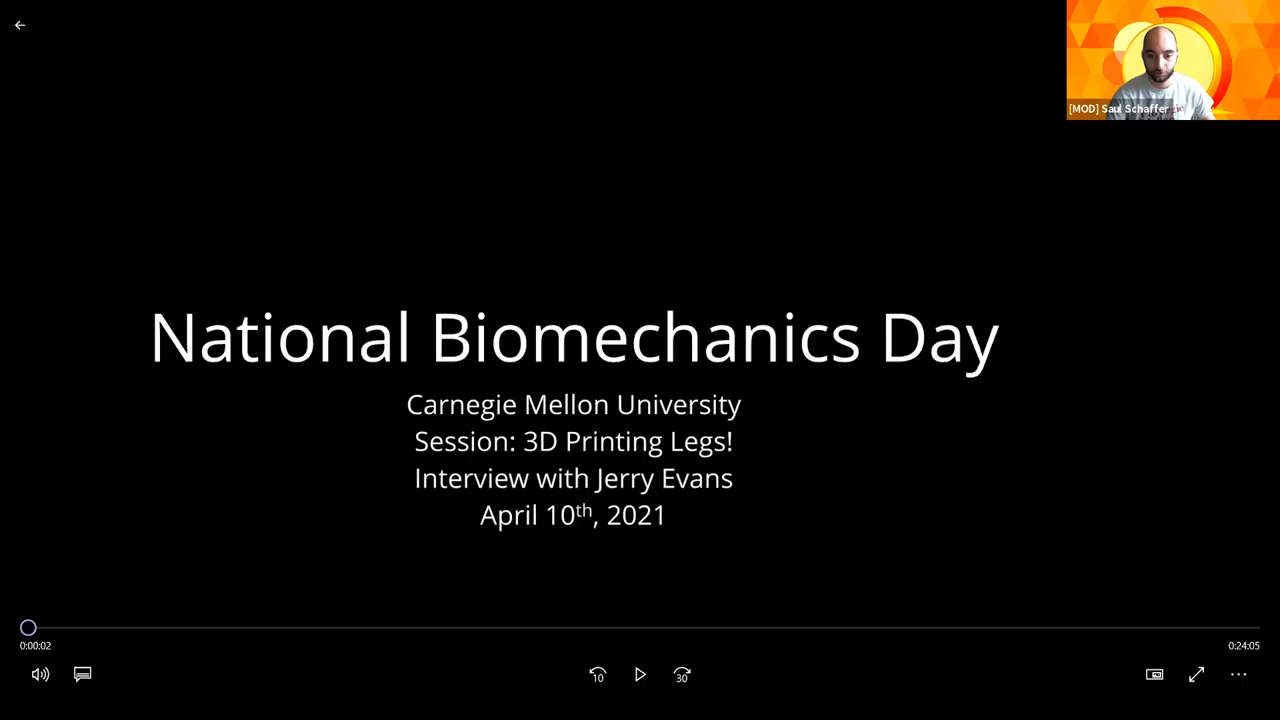 [MOD] Saul Schaffer
National Biomechanics Day
Carnegie Mellon University
Session: 3D Printing Legs!
Interview with Jerry Evans
April 10th, 2021
0:00:02
0:24:05
10
30